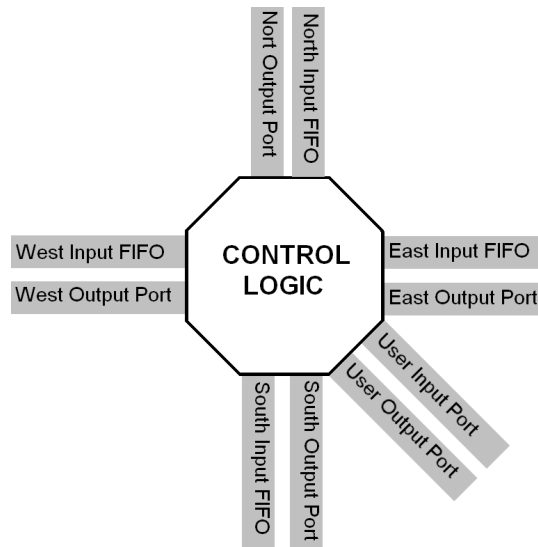 Nort Output Port
North Input FIFO
West Input FIFO
West Output Port
CONTROL
LOGIC
East Input FIFO
East Output Port
User Input Port
User Output Port
South Input FIFO
South Output Port